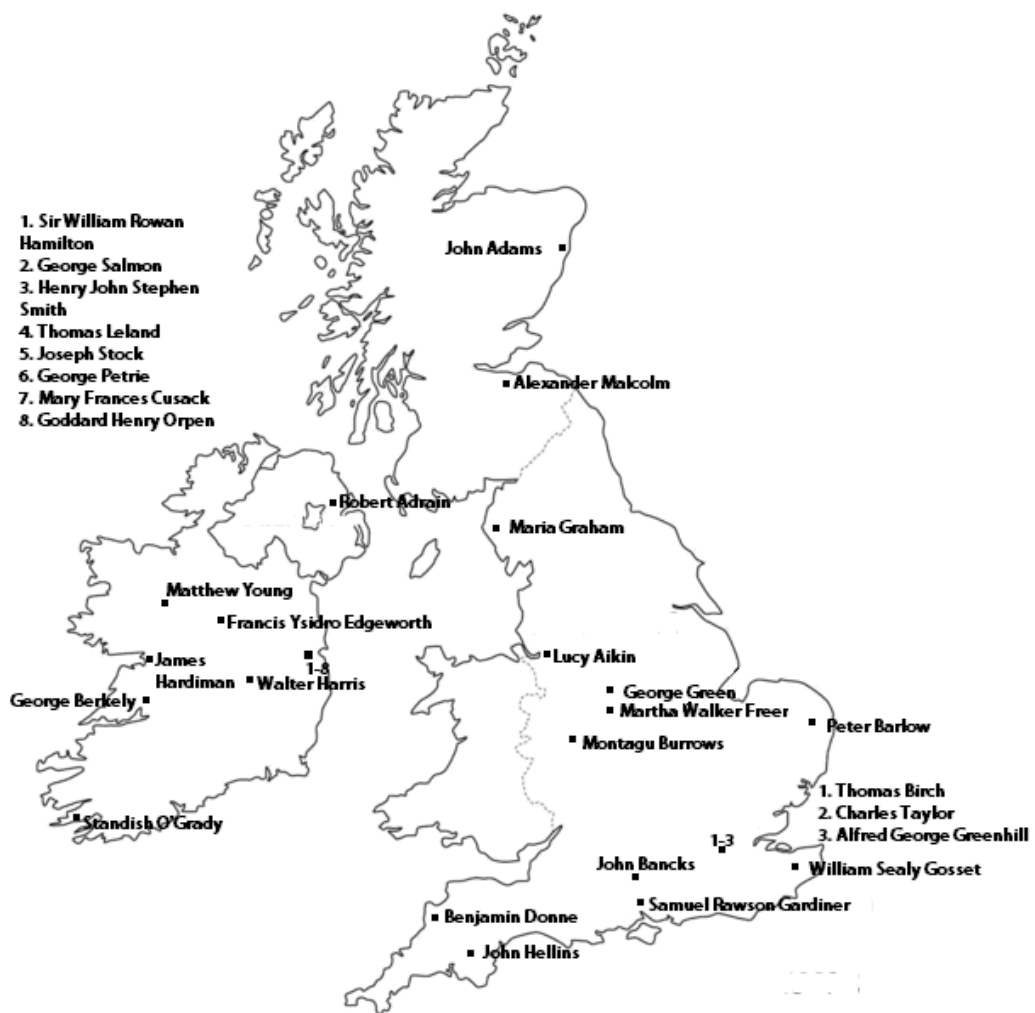 1. Sir William Rowan
Hamilton
2. George Salmon
3. Henry John Stephen
Smith
4. Thomas Leland
5. Joseph Stock
6. George Petrie
7. Mary Frances Cusack
8. Goddard Henry Orpen
John Adams
Alexander Malcolm
Robert Adrain
Maria Graham
Matthew Young
Francis Ysidro Edgeworth
James
Hardiman
1-8
Walter Harris
George Berkely
Standish O'Grady
Lucy Aikin
George Green
Martha Walker Freer
Montagu Burrows
Peter Barlow
1. Thomas Birch
2. Charles Taylor
3. Alfred George Greenhill
1-3
William Sealy Gosset
John Bancks
Samuel Rawson Gardiner
Benjamin Donne
John Hellins